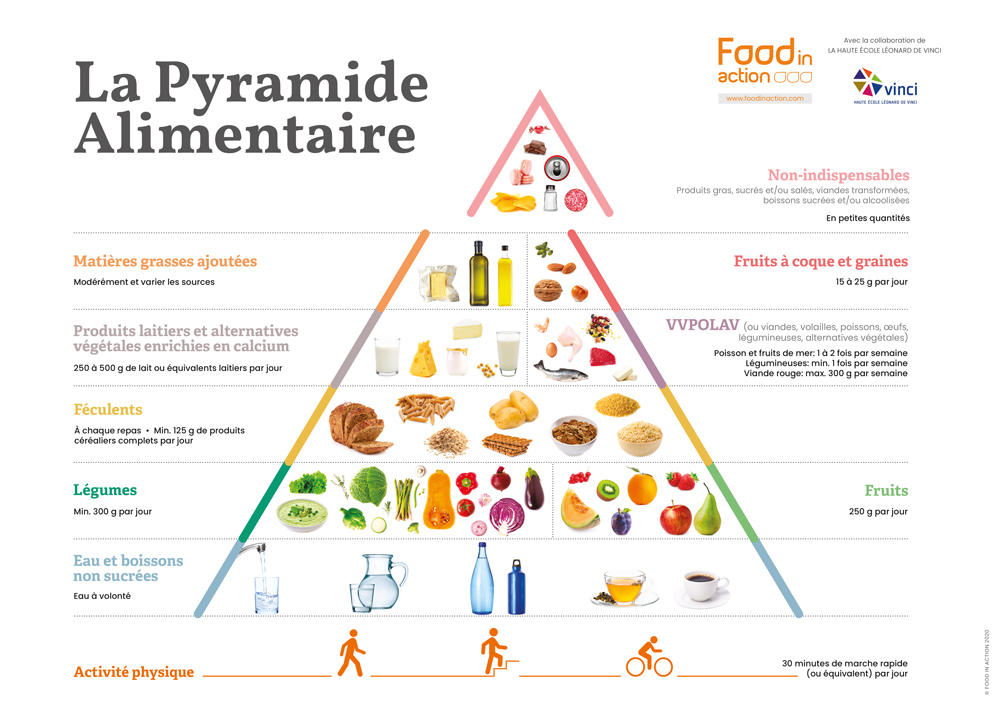 La Pyramide
Alimentaire
Food in
action
www.foodinaction.com
Avec la collaboration de
LA HAUTE ÉCOLE LÉONARD DE VINCI
vinci
HAUTE ÉCOLE LÉONARD DE VINCI
Non-indispensables
Produits gras, sucrés et/ou salés, viandes transformées,
boissons sucrées et/ou alcoolisées
En petites quantités
Matières grasses ajoutées
Modérément et varier les sources
Fruits à coque et graines
15 à 25 g par jour
Produits laitiers et alternatives
végétales enrichies en calcium
250 à 500 g de lait ou équivalents laitiers par jour
VVPOLAV (ou viandes, volailles, poissons, œufs,
légumineuses, alternatives végétales)
Poisson et fruits de mer: 1 à 2 fois par semaine
Légumineuses: min. 1 fois par semaine
Viande rouge: max. 300 g par semaine
Féculents
À chaque repas • Min. 125 g de produits
céréaliers complets par jour
Légumes
Min. 300 g par jour
Fruits
250 g par jour
Eau et boissons
non sucrées
Eau à volonté
Activité physique
30 minutes de marche rapide
(ou équivalent) par jour
© FOOD IN ACTION 2020